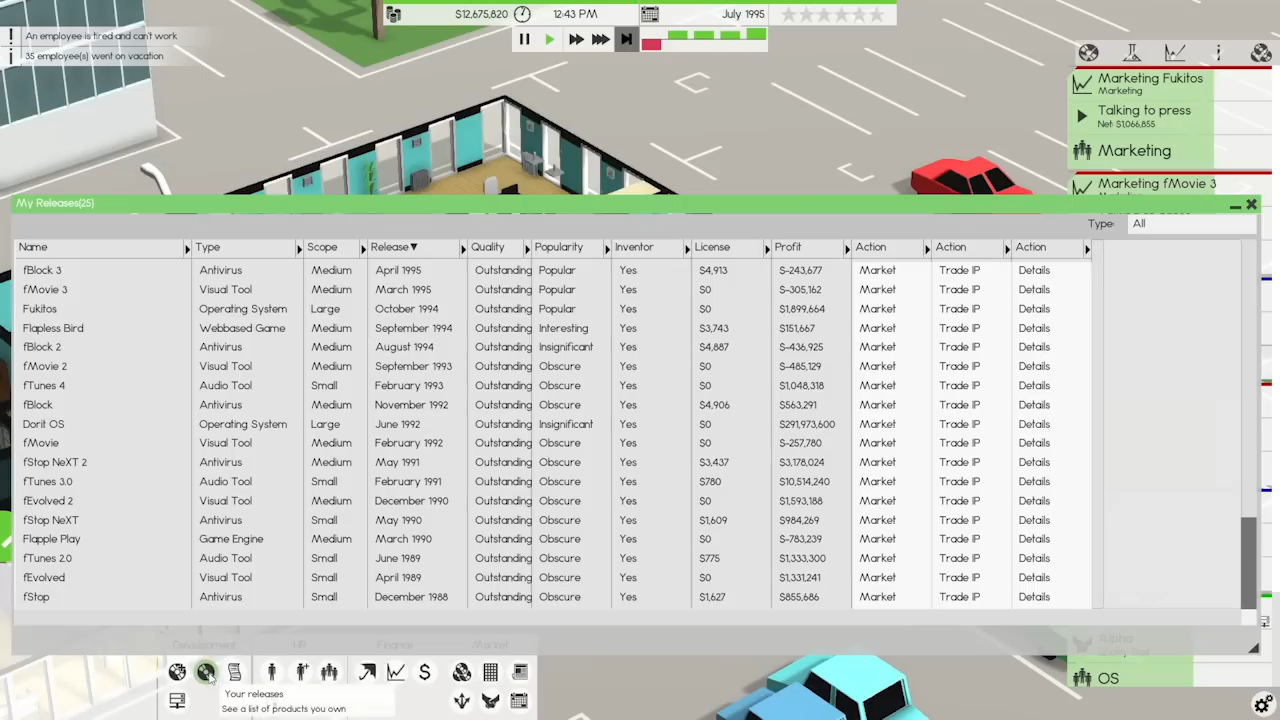 $12,675,820 12:43 PM July 1995
An employee is tired and can't work
35 employee(s) went on vacation
Marketing Fukitos
Marketing
Talking to press
Net: $1,066,855
Marketing
Marketing fMovie 3
My Releases(25)
Type: All
Name Type Scope Release▼ Quality Popularity Inventor License Profit Action Action Action
fBlock 3 Antivirus Medium April 1995 Outstanding Popular Yes $4,913 $-243,677 Market Trade IP Details
fMovie 3 Visual Tool Medium March 1995 Outstanding Popular Yes $0 $-305,162 Market Trade IP Details
Fukitos Operating System Large October 1994 Outstanding Popular Yes $0 $1,899,664 Market Trade IP Details
Flapless Bird Webbased Game Medium September 1994 Outstanding Interesting Yes $3,743 $151,667 Market Trade IP Details
fBlock 2 Antivirus Medium August 1994 Outstanding Insignificant Yes $4,887 $-436,925 Market Trade IP Details
fMovie 2 Visual Tool Medium September 1993 Outstanding Obscure Yes $0 $-485,129 Market Trade IP Details
fTunes 4 Audio Tool Small February 1993 Outstanding Obscure Yes $0 $1,048,318 Market Trade IP Details
fBlock Antivirus Medium November 1992 Outstanding Obscure Yes $4,906 $563,291 Market Trade IP Details
Dorit OS Operating System Large June 1992 Outstanding Insignificant Yes $0 $291,973,600 Market Trade IP Details
fMovie Visual Tool Medium February 1992 Outstanding Obscure Yes $0 $-257,780 Market Trade IP Details
fStop NeXT 2 Antivirus Medium May 1991 Outstanding Obscure Yes $3,437 $3,178,024 Market Trade IP Details
fTunes 3.0 Audio Tool Small February 1991 Outstanding Obscure Yes $780 $10,514,240 Market Trade IP Details
fEvolved 2 Visual Tool Medium December 1990 Outstanding Obscure Yes $0 $1,593,188 Market Trade IP Details
fStop NeXT Antivirus Small May 1990 Outstanding Obscure Yes $1,609 $984,269 Market Trade IP Details
Flapple Play Game Engine Medium March 1990 Outstanding Obscure Yes $0 $-783,239 Market Trade IP Details
fTunes 2.0 Audio Tool Small June 1989 Outstanding Obscure Yes $775 $1,333,300 Market Trade IP Details
fEvolved Visual Tool Small April 1989 Outstanding Obscure Yes $0 $1,331,241 Market Trade IP Details
fStop Antivirus Small December 1988 Outstanding Obscure Yes $1,627 $855,686 Market Trade IP Details
Development HR Finance Market
Alpha
OS
Your releases
See a list of products you own